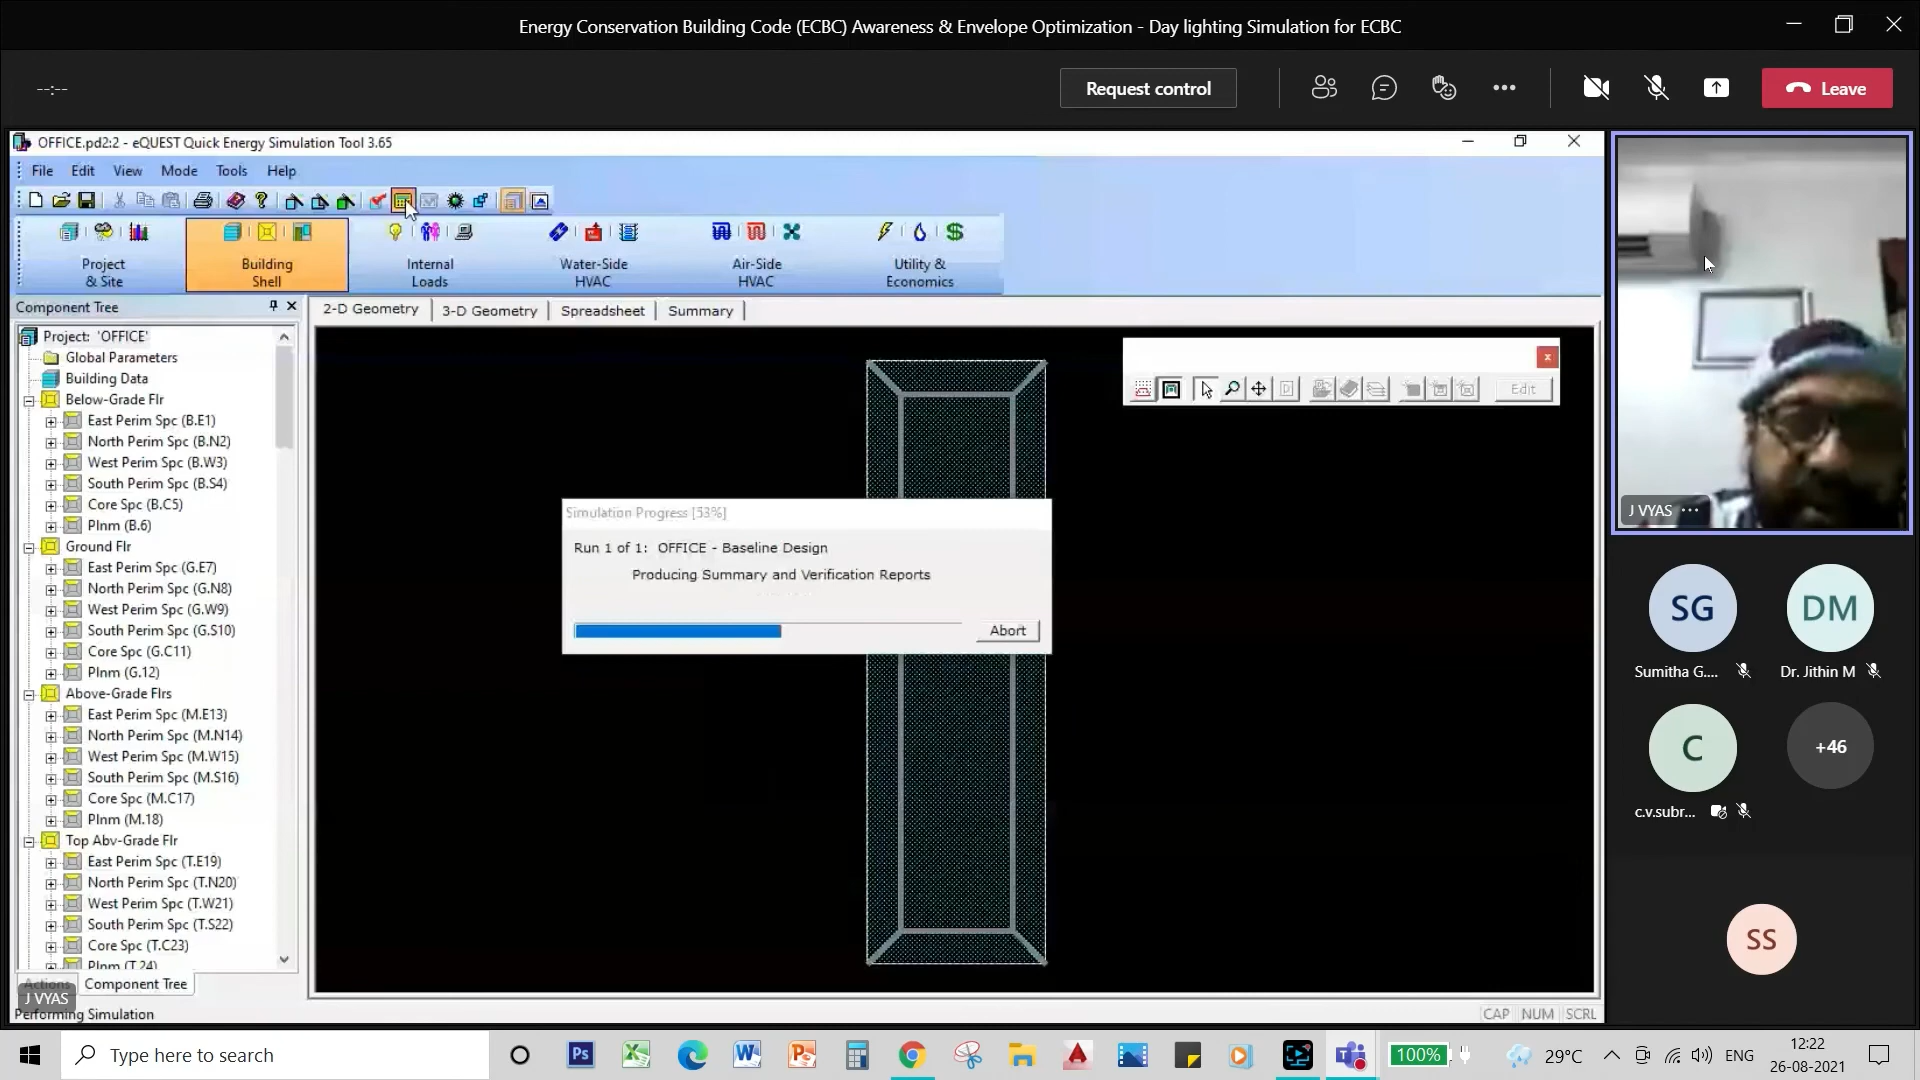 Energy Conservation Building Code (ECBC) Awareness & Envelope Optimization - Day lighting Simulation for ECBC
--:--
Request control
Leave
OFFICE.pd2:2 - eQUEST Quick Energy Simulation Tool 3.65
File Edit View Mode Tools Help
Project & Site
Building Shell
Internal Loads
Water-Side HVAC
Air-Side HVAC
Utility & Economics
Component Tree
2-D Geometry
3-D Geometry
Spreadsheet
Summary
Project: 'OFFICE'
Global Parameters
Building Data
Below-Grade Flr
East Perim Spc (B.E1)
North Perim Spc (B.N2)
West Perim Spc (B.W3)
South Perim Spc (B.S4)
Core Spc (B.C5)
Plnm (B.6)
Ground Flr
East Perim Spc (G.E7)
North Perim Spc (G.N8)
West Perim Spc (G.W9)
South Perim Spc (G.S10)
Core Spc (G.C11)
Plnm (G.12)
Above-Grade Flrs
East Perim Spc (M.E13)
North Perim Spc (M.N14)
West Perim Spc (M.W15)
South Perim Spc (M.S16)
Core Spc (M.C17)
Plnm (M.18)
Top Abv-Grade Flr
East Perim Spc (T.E19)
North Perim Spc (T.N20)
West Perim Spc (T.W21)
South Perim Spc (T.S22)
Core Spc (T.C23)
Plnm (T.24)
Actions
Component Tree
J VYAS
Performing Simulation
Edit
Simulation Progress [53%]
Run 1 of 1: OFFICE - Baseline Design
Producing Summary and Verification Reports
Abort
CAP NUM SCRL
J VYAS
SG
DM
Sumitha G....
Dr. Jithin M
C
+46
c.v.subr...
SS
Type here to search
100%
29°C
ENG
12:22
26-08-2021